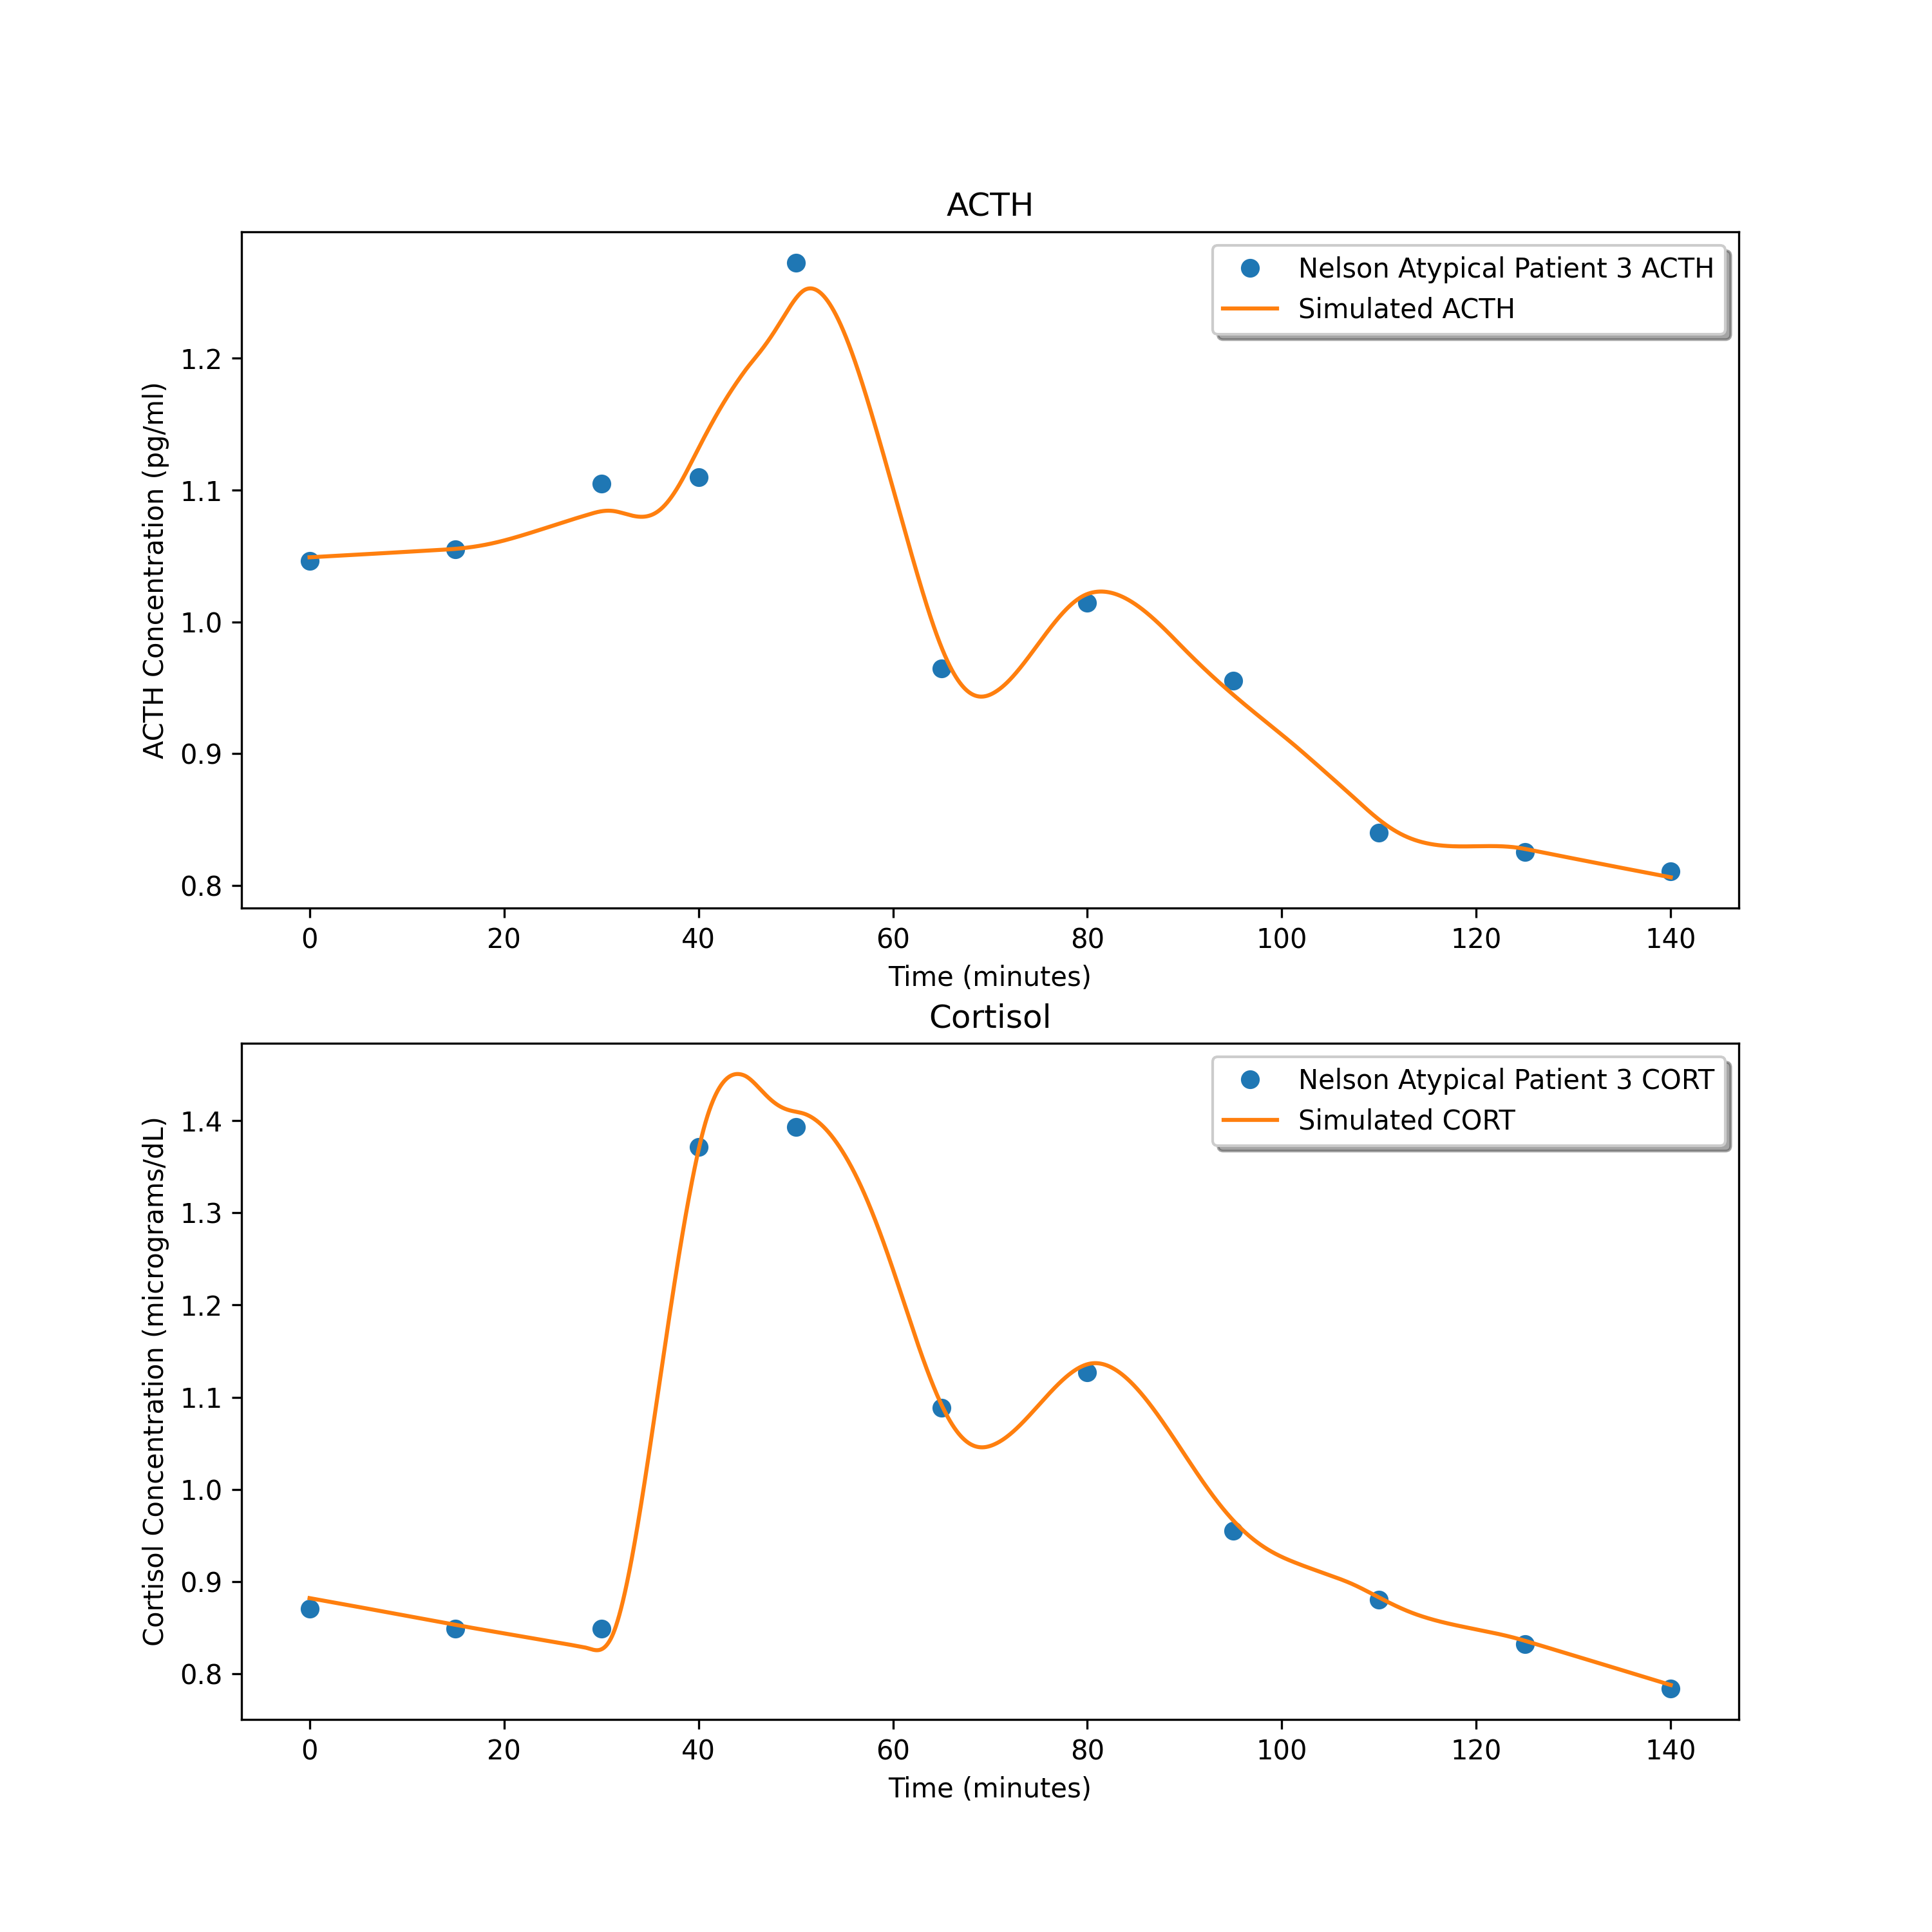 ACTH
Nelson Atypical Patient 3 ACTH
Simulated ACTH
ACTH Concentration (pg/ml)
1.2
1.1
1.0
0.9
0.8
0 20 40 60 80 100 120 140
Time (minutes)
Cortisol
Nelson Atypical Patient 3 CORT
Simulated CORT
Cortisol Concentration (micrograms/dL)
1.4
1.3
1.2
1.1
1.0
0.9
0.8
0 20 40 60 80 100 120 140
Time (minutes)